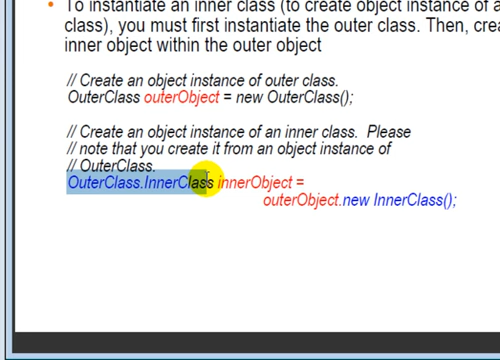 To instantiate an inner class (to create object instance of a
class), you must first instantiate the outer class. Then, crea
inner object within the outer object
// Create an object instance of outer class.
OuterClass outerObject = new OuterClass();
// Create an object instance of an inner class. Please
// note that you create it from an object instance of
// OuterClass.
OuterClass.InnerClass innerObject =
outerObject.new InnerClass();